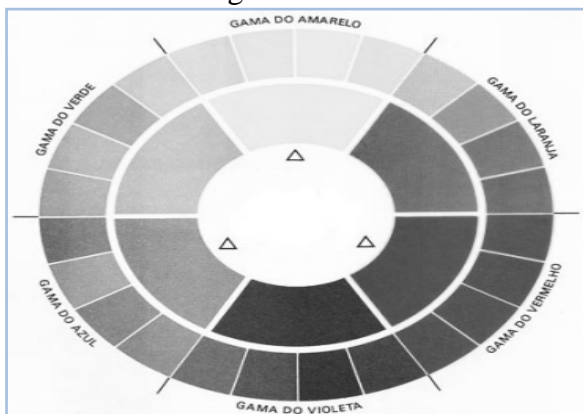 GAMA DO AMARELO
GAMA DO VERDE
GAMA DO LARANJA
GAMA DO AZUL
GAMA DO VERMELHO
GAMA DO VIOLETA